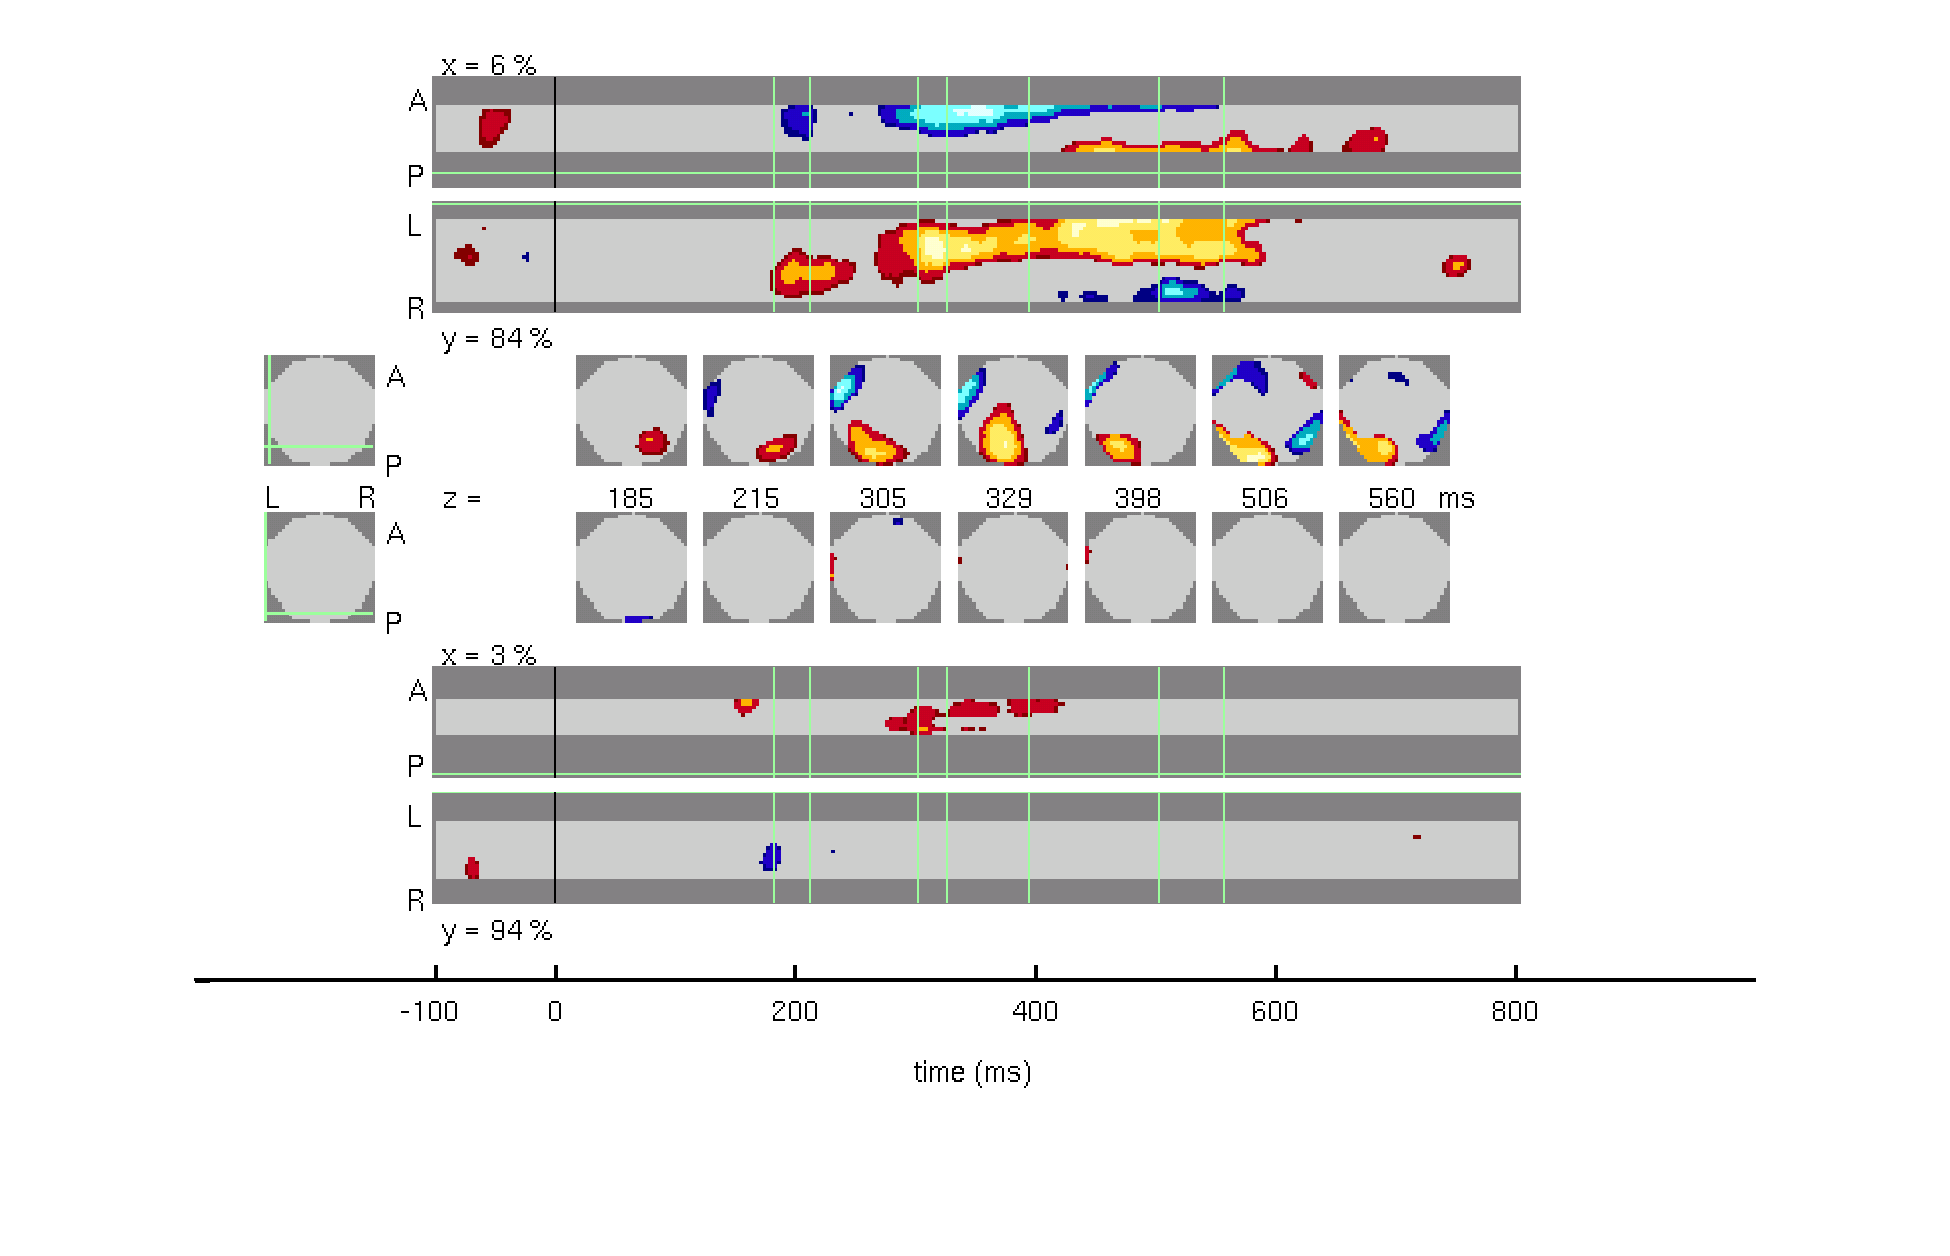 x = 6 %
A
P
L
R
y = 84 %
A
P
L R z = 185 215 305 329 398 506 560 ms
A
P
x = 3 %
A
P
L
R
y = 94 %
-100 0 200 400 600 800
time (ms)